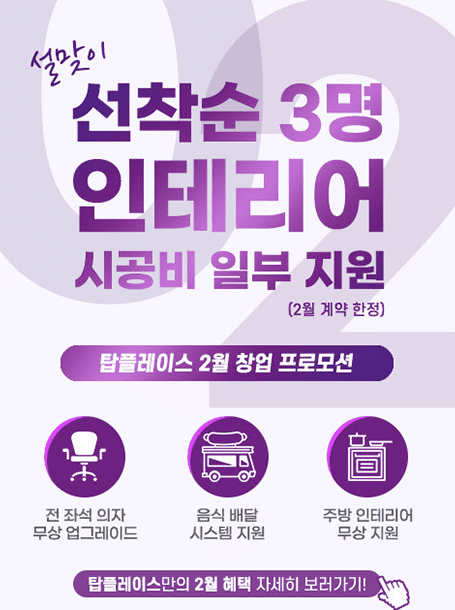 설맞이
선착순 3명
인테리어
시공비 일부 지원
(2월 계약 한정)
탑플레이스 2월 창업 프로모션
전 좌석 의자
무상 업그레이드
음식 배달
시스템 지원
주방 인테리어
무상 지원
탑플레이스만의 2월 혜택 자세히 보러가기!
02